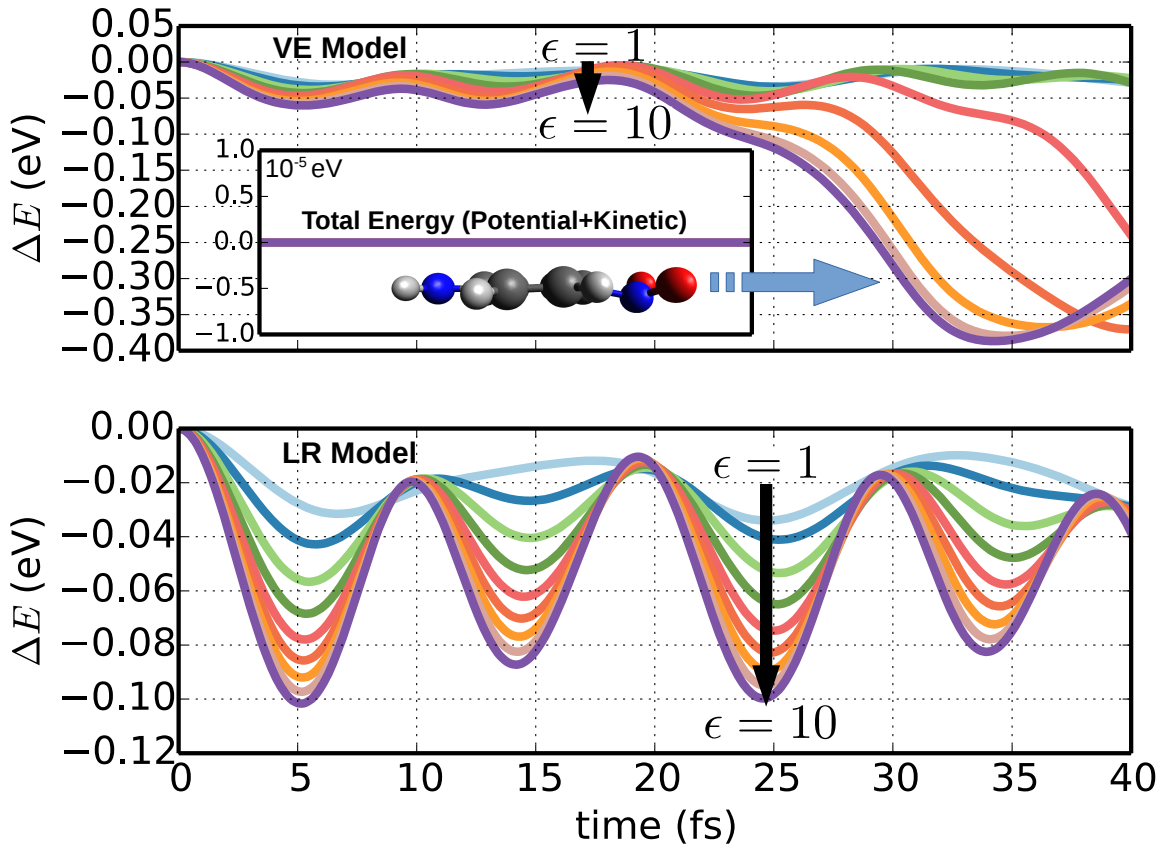 0.05
0.00
−0.05
−0.10
−0.15
−0.20
−0.25
−0.30
−0.35
−0.40
ΔE (eV)
VE Model
ϵ = 1
ϵ = 10
1.0
0.5
0.0
−0.5
−1.0
10⁻⁵ eV
Total Energy (Potential+Kinetic)
0.00
−0.02
−0.04
−0.06
−0.08
−0.10
−0.12
ΔE (eV)
LR Model
ϵ = 1
ϵ = 10
0 5 10 15 20 25 30 35 40
time (fs)